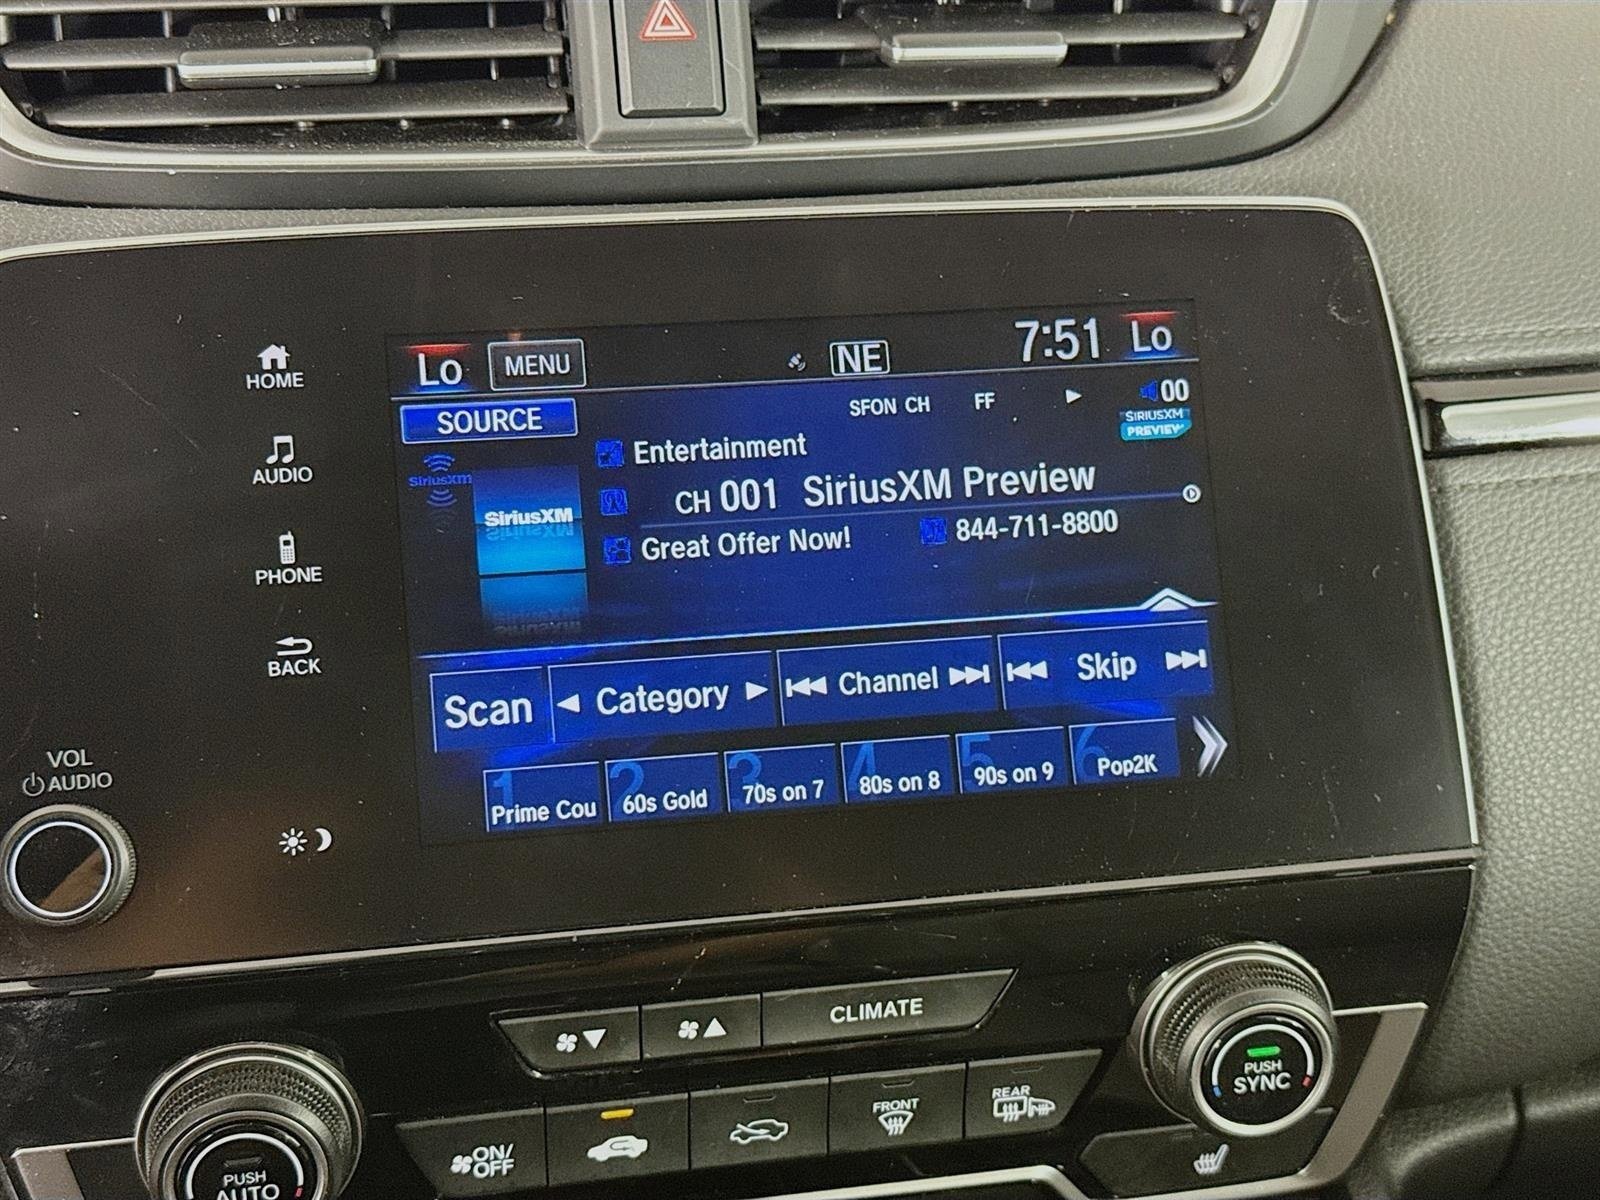 Lo
MENU
NE
7:51
Lo
HOME
SOURCE
SFON CH
FF
00
SIRIUSXM
PREVIEW
AUDIO
SiriusXM
SiriusXM
Entertainment
CH 001 SiriusXM Preview
Great Offer Now!
844-711-8800
PHONE
BACK
Scan
Category
Channel
Skip
1
Prime Cou
2
60s Gold
3
70s on 7
4
80s on 8
5
90s on 9
6
Pop2K
VOL
AUDIO
CLIMATE
PUSH
SYNC
ON/
OFF
FRONT
REAR
PUSH
AUTO